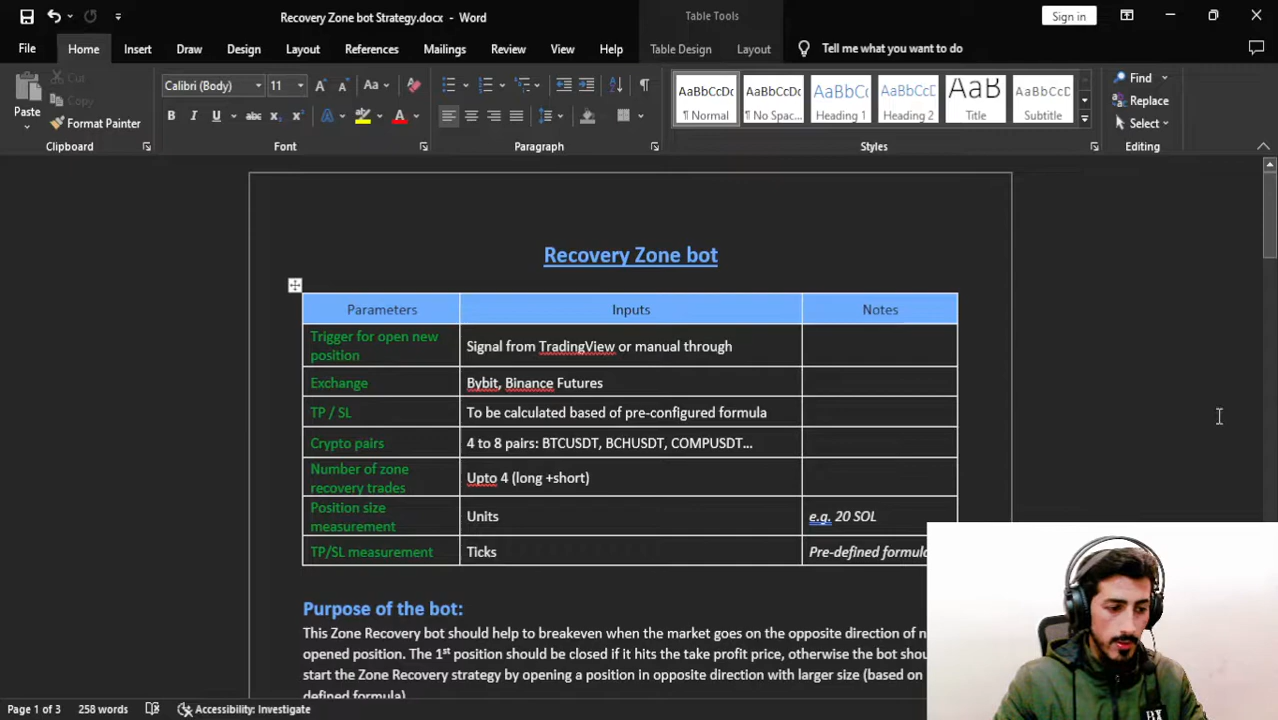 Recovery Zone bot Strategy.docx - Word
Table Tools
Sign in
File Home Insert Draw Design Layout References Mailings Review View Help Table Design Layout Tell me what you want to do
Paste
Cut
Copy
Format Painter
Clipboard
Calibri (Body) 11
Font
Paragraph
AaBbCcDc AaBbCcDc AaBbCc AaBbCcD AaB AaBbCcD
¶ Normal ¶ No Spac... Heading 1 Heading 2 Title Subtitle
Styles
Find
Replace
Select
Editing
Recovery Zone bot
Parameters Inputs Notes
Trigger for open new
position
Signal from TradingView or manual through
Exchange Bybit, Binance Futures
TP / SL To be calculated based of pre-configured formula
Crypto pairs 4 to 8 pairs: BTCUSDT, BCHUSDT, COMPUSDT...
Number of zone
recovery trades
Upto 4 (long +short)
Position size
measurement
Units e.g. 20 SOL
TP/SL measurement Ticks Pre-defined formula
Purpose of the bot:
This Zone Recovery bot should help to breakeven when the market goes on the opposite direction of
opened position. The 1st position should be closed if it hits the take profit price, otherwise the bot
start the Zone Recovery strategy by opening a position in opposite direction with larger size (based on
defined formula)
Page 1 of 3 258 words Accessibility: Investigate